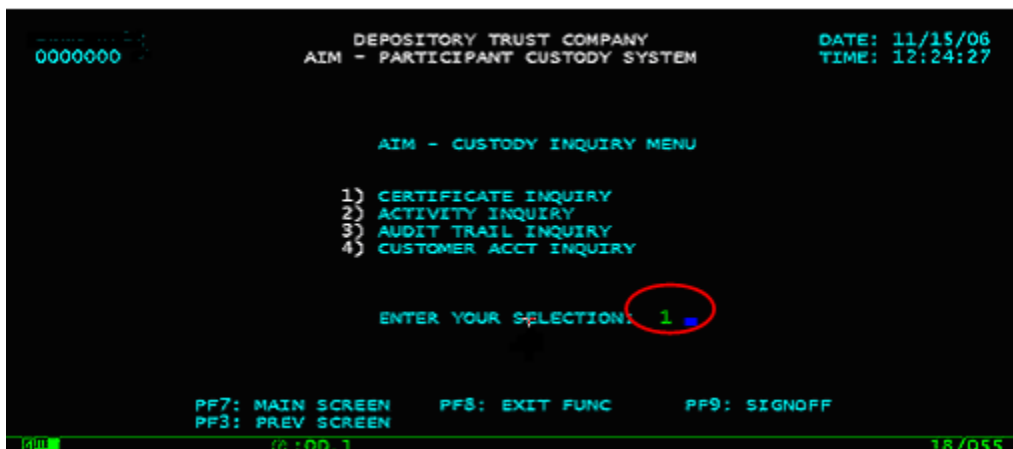 DEPOSITORY TRUST COMPANY DATE: 11/15/06
0000000 AIM - PARTICIPANT CUSTODY SYSTEM TIME: 12:24:27
AIM - CUSTODY INQUIRY MENU
1) CERTIFICATE INQUIRY
2) ACTIVITY INQUIRY
3) AUDIT TRAIL INQUIRY
4) CUSTOMER ACCT INQUIRY
ENTER YOUR SELECTION: 1
PF7: MAIN SCREEN PF8: EXIT FUNC PF9: SIGNOFF
PF3: PREV SCREEN
18/055